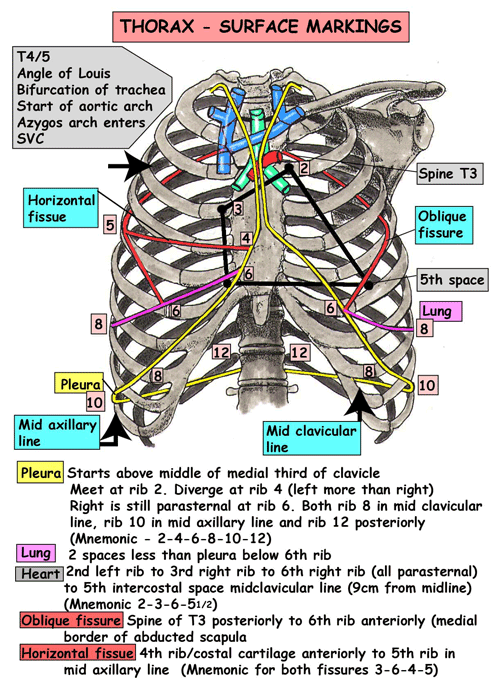 THORAX - SURFACE MARKINGS
T4/5
Angle of Louis
Bifurcation of trachea
Start of aortic arch
Azygos arch enters
SVC
2
Spine T3
Horizontal
fissue
3
5
Oblique
fissure
4
6
5th space
6
6
Lung
8
8
12
12
8
8
Pleura
10
10
Mid axillary
line
Mid clavicular
line
Pleura Starts above middle of medial third of clavicle
Meet at rib 2. Diverge at rib 4 (left more than right)
Right is still parasternal at rib 6. Both rib 8 in mid clavicular
line, rib 10 in mid axillary line and rib 12 posteriorly
(Mnemonic - 2-4-6-8-10-12)
Lung 2 spaces less than pleura below 6th rib
Heart 2nd left rib to 3rd right rib to 6th right rib (all parasternal)
to 5th intercostal space midclavicular line (9cm from midline)
(Mnemonic 2-3-6-51/2)
Oblique fissure Spine of T3 posteriorly to 6th rib anteriorly (medial
border of abducted scapula
Horizontal fissue 4th rib/costal cartilage anteriorly to 5th rib in
mid axillary line (Mnemonic for both fissures 3-6-4-5)